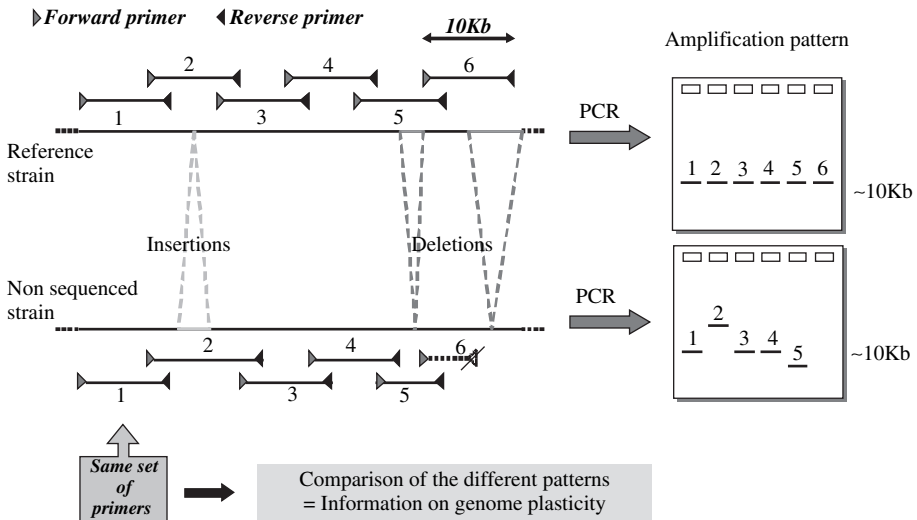 Forward primer
Reverse primer
10Kb
Amplification pattern
2
4
6
1
3
5
PCR
Reference
strain
1 2 3 4 5 6
~10Kb
Insertions
Deletions
Non sequenced
strain
PCR
2
1
3 4
5
~10Kb
2
4
6
1
3
5
Same set
of
primers
Comparison of the different patterns
= Information on genome plasticity